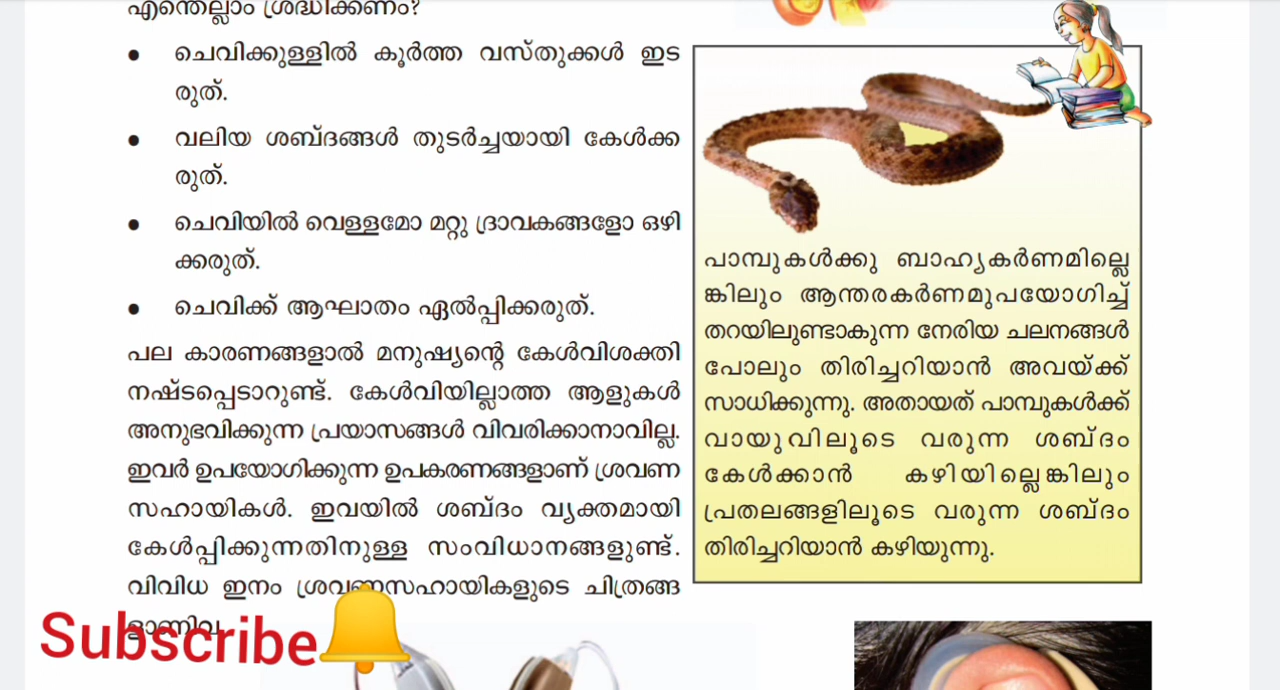 എന്തെല്ലാം ശ്രദ്ധിക്കണം?
● ചെവിക്കുള്ളിൽ കൂർത്ത വസ്തുക്കൾ ഇട
രുത്.
● വലിയ ശബ്ദങ്ങൾ തുടർച്ചയായി കേൾക്ക
രുത്.
● ചെവിയിൽ വെള്ളമോ മറ്റു ദ്രാവകങ്ങളോ ഒഴി
ക്കരുത്.
● ചെവിക്ക് ആഘാതം ഏൽപ്പിക്കരുത്.
പല കാരണങ്ങളാൽ മനുഷ്യന്റെ കേൾവിശക്തി
നഷ്ടപ്പെടാറുണ്ട്. കേൾവിയില്ലാത്ത ആളുകൾ
അനുഭവിക്കുന്ന പ്രയാസങ്ങൾ വിവരിക്കാനാവില്ല.
ഇവർ ഉപയോഗിക്കുന്ന ഉപകരണങ്ങളാണ് ശ്രവണ
സഹായികൾ. ഇവയിൽ ശബ്ദം വ്യക്തമായി
കേൾപ്പിക്കുന്നതിനുള്ള സംവിധാനങ്ങളുണ്ട്.
വിവിധ ഇനം ശ്രവണസഹായികളുടെ ചിത്രങ്ങ
ളാണിവ
പാമ്പുകൾക്കു ബാഹ്യകർണമില്ലെ
ങ്കിലും ആന്തരകർണമുപയോഗിച്ച്
തറയിലുണ്ടാകുന്ന നേരിയ ചലനങ്ങൾ
പോലും തിരിച്ചറിയാൻ അവയ്ക്ക്
സാധിക്കുന്നു. അതായത് പാമ്പുകൾക്ക്
വായുവിലൂടെ വരുന്ന ശബ്ദം
കേൾക്കാൻ കഴിയില്ലെങ്കിലും
പ്രതലങ്ങളിലൂടെ വരുന്ന ശബ്ദം
തിരിച്ചറിയാൻ കഴിയുന്നു.
Subscribe